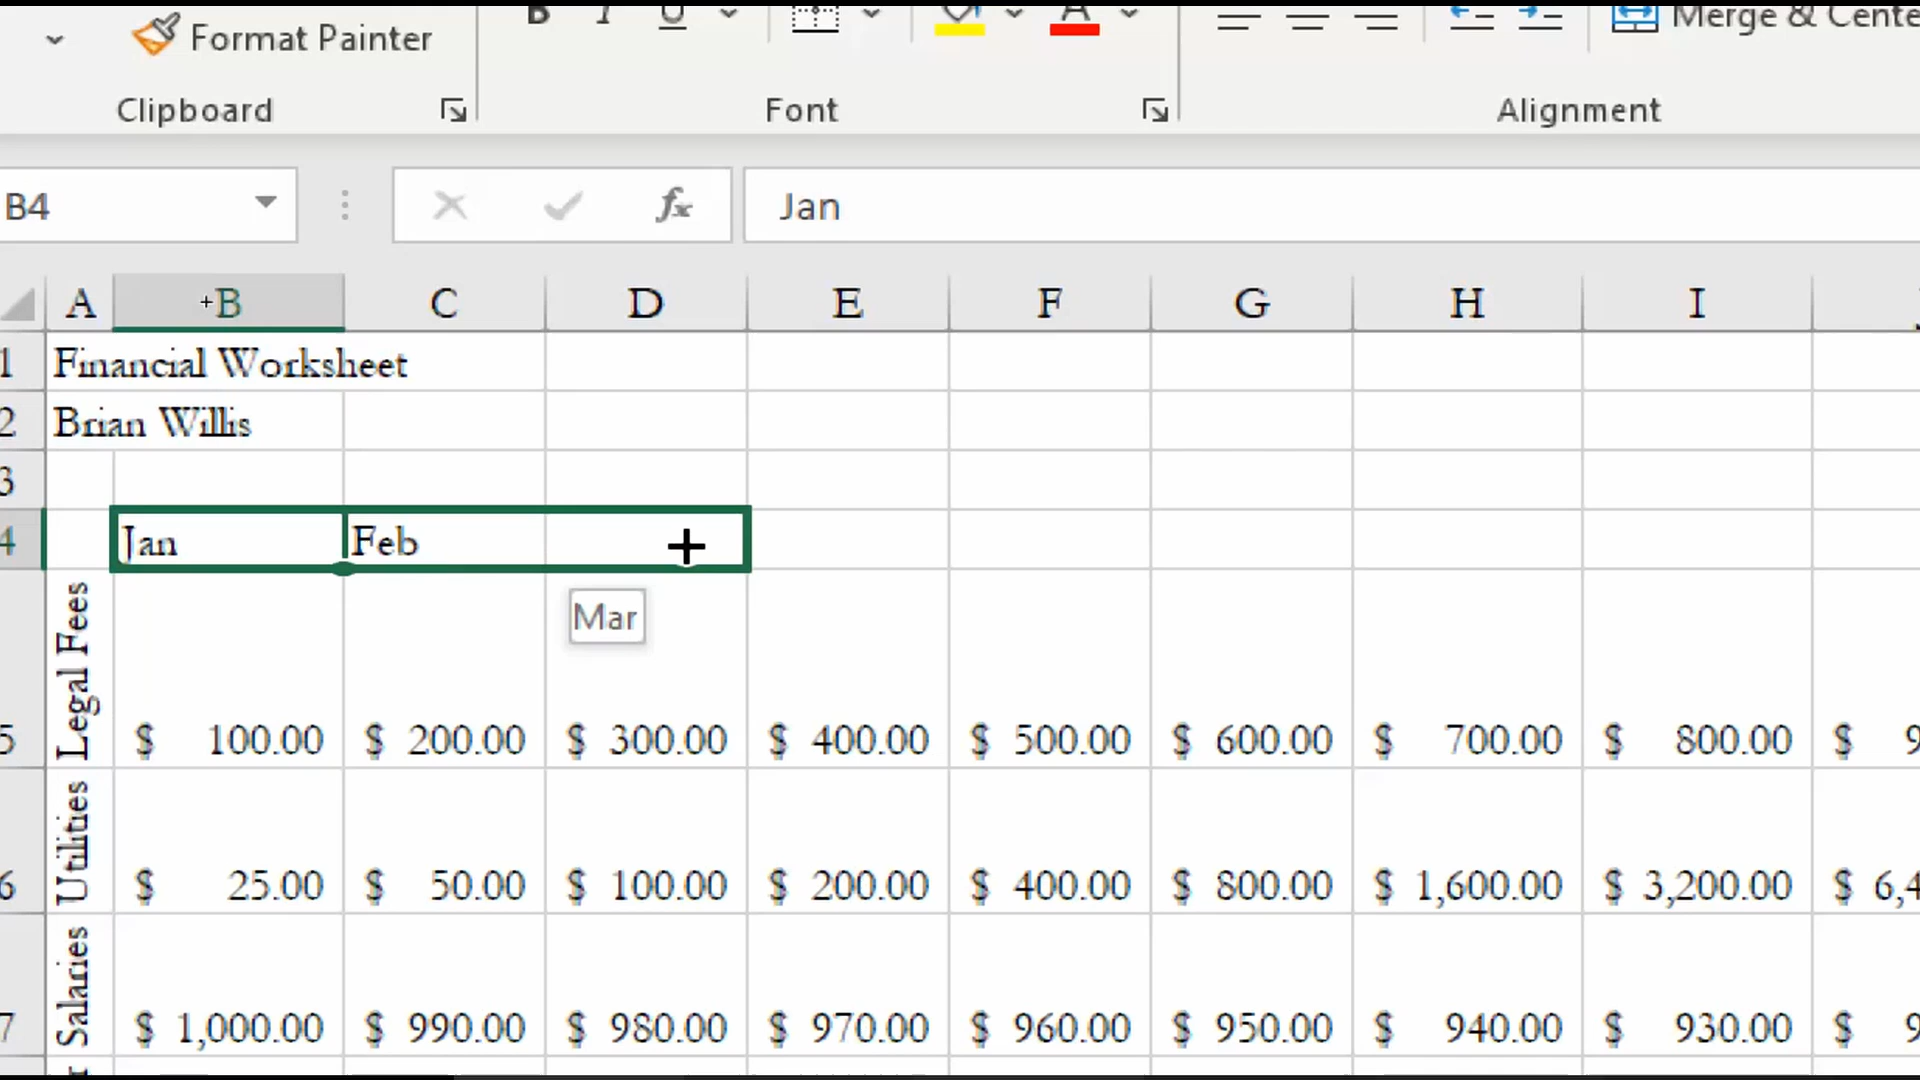 B I U A Merge & Cente
Format Painter
Clipboard Font Alignment
B4 fx Jan
A B C D E F G H I
1 Financial Worksheet
2 Brian Willis
3
4 Jan Feb
Mar
5 Legal Fees $ 100.00 $ 200.00 $ 300.00 $ 400.00 $ 500.00 $ 600.00 $ 700.00 $ 800.00 $ 9
6 Utilities $ 25.00 $ 50.00 $ 100.00 $ 200.00 $ 400.00 $ 800.00 $ 1,600.00 $ 3,200.00 $ 6,4
7 Salaries $ 1,000.00 $ 990.00 $ 980.00 $ 970.00 $ 960.00 $ 950.00 $ 940.00 $ 930.00 $ 9